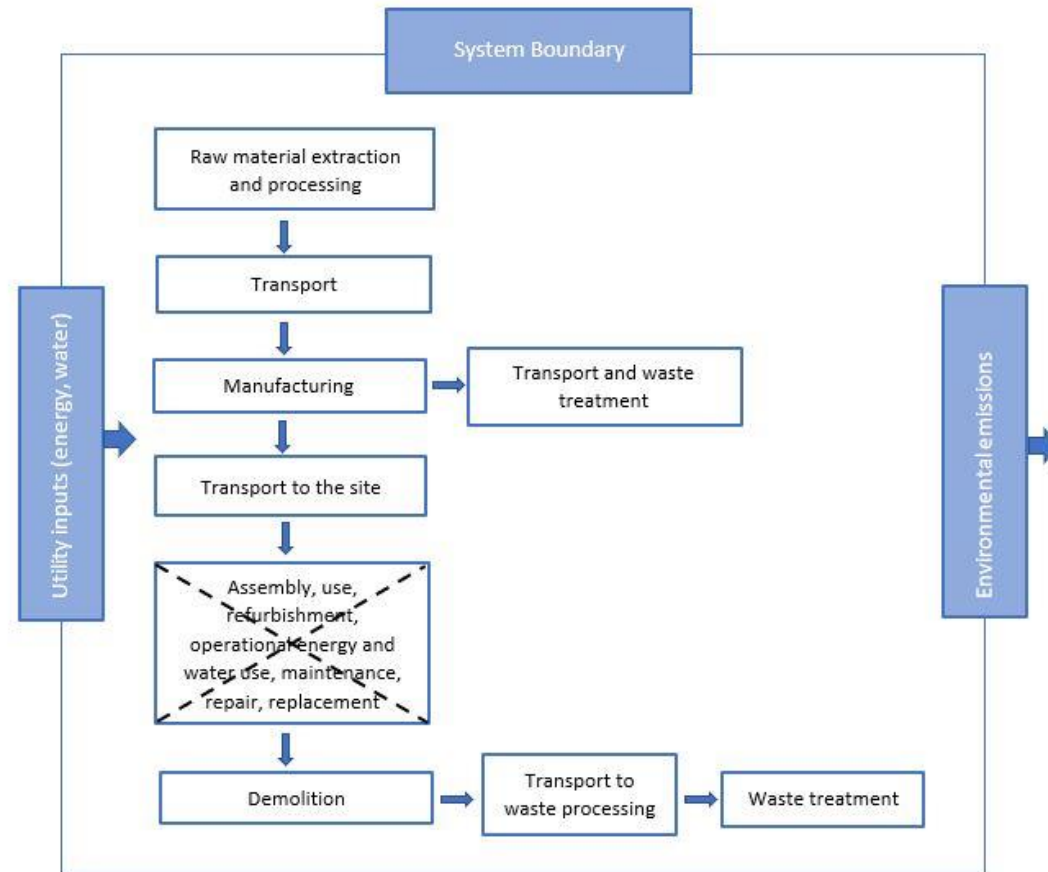 System Boundary
Raw material extraction
and processing
Transport
Manufacturing
Transport and waste
treatment
Transport to the site
Assembly, use,
refurbishment,
operational energy and
water use, maintenance,
repair, replacement
Demolition
Transport to
waste processing
Waste treatment
Utility inputs (energy, water)
Environmental emissions